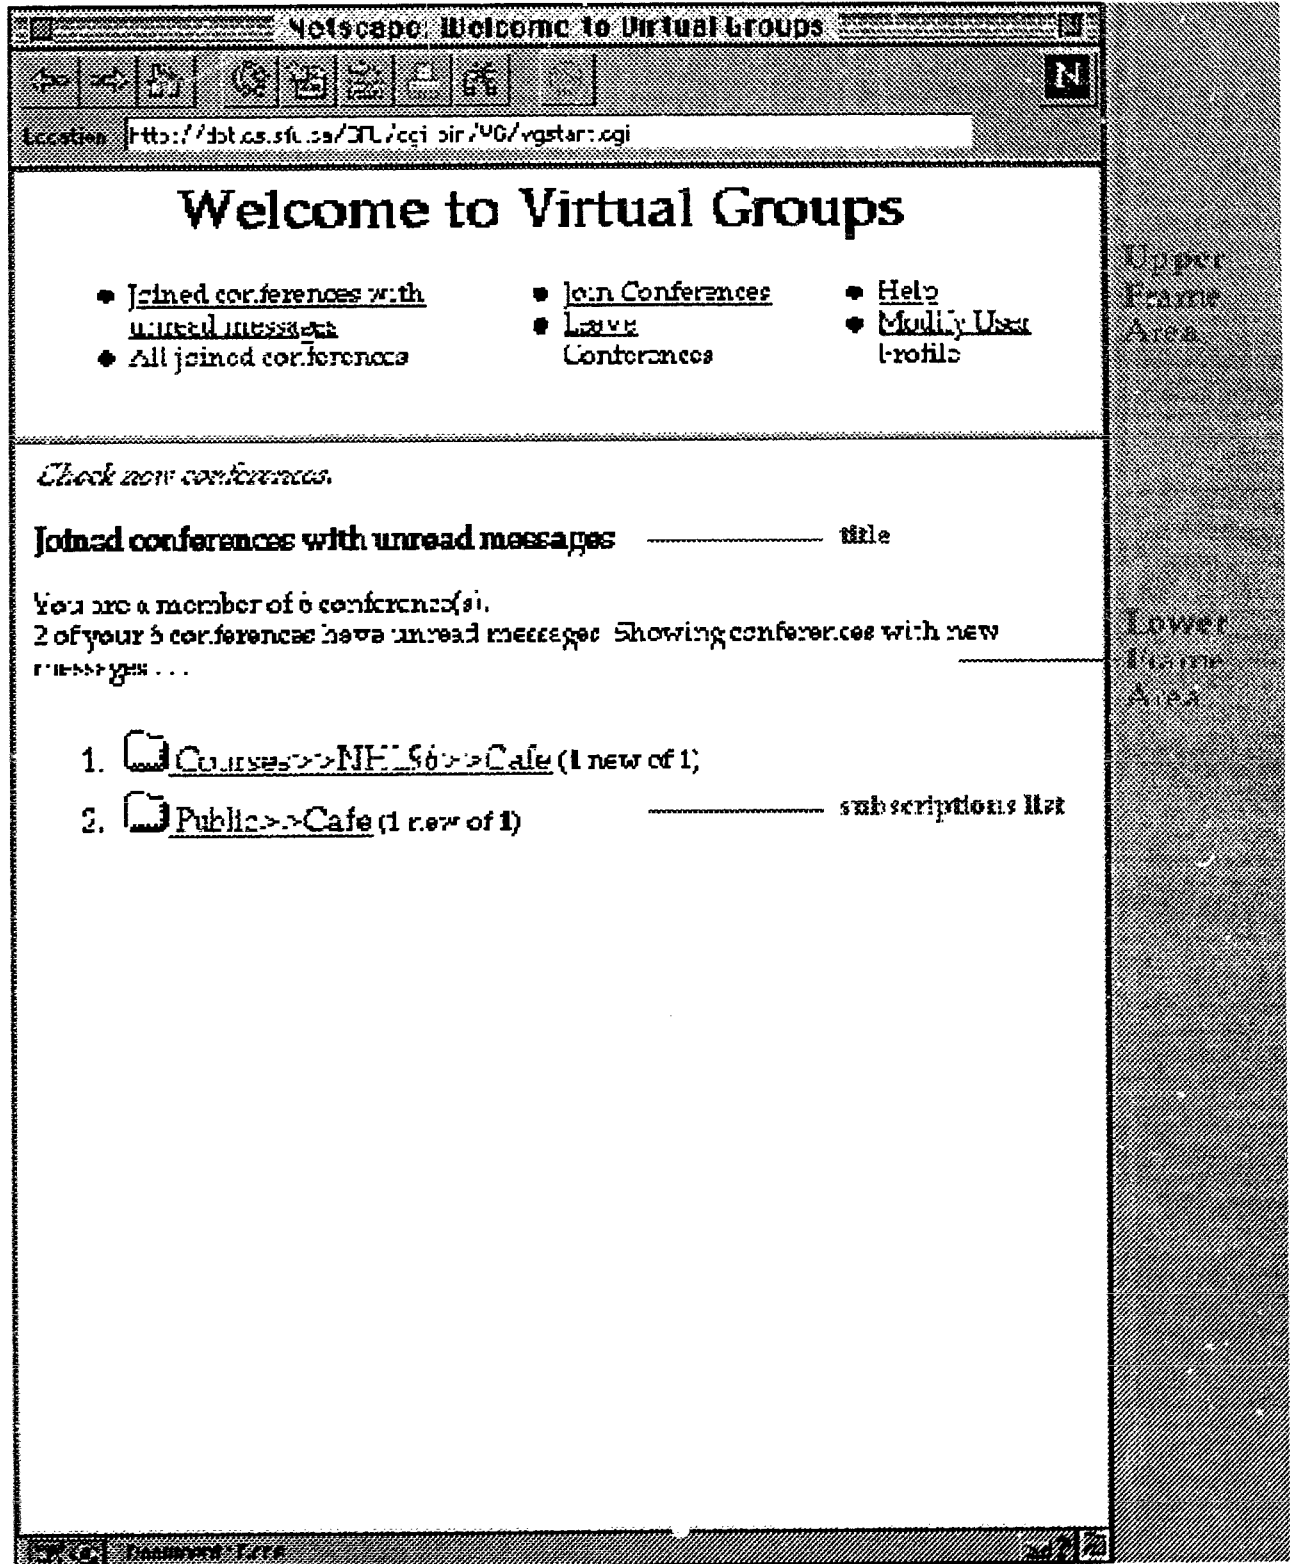 Netscape: Welcome to Virtual Groups
N
Location
Welcome to Virtual Groups
Joined conferences with
unread messages
All joined conferences
Join Conferences
Leave
Conferences
Help
Modify User
Profile
Upper
Frame
Area
Check new conferences.
Joined conferences with unread messages
title
You are a member of 6 conference(s).
2 of your 6 conferences have unread messages. Showing conferences with new
messages . . .
Lower
Frame
Area
1. Courses>>>Cafe (1 new of 1)
2. Public>>Cafe (1 new of 1)
subscriptions list
Document: Done